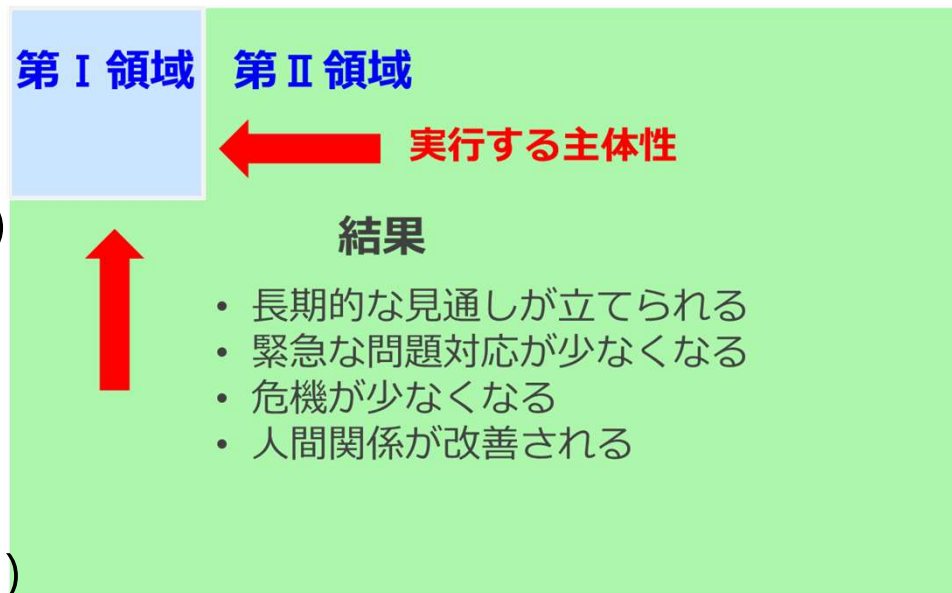 第Ⅰ領域 第Ⅱ領域
実行する主体性
)
結果
• 長期的な見通しが立てられる
• 緊急な問題対応が少なくなる
• 危機が少なくなる
• 人間関係が改善される
)